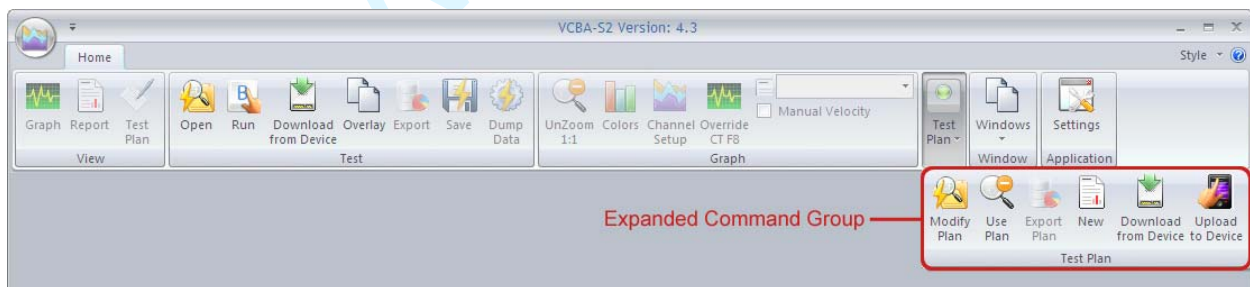 VCBA-S2 Version: 4.3
Home
Style
Graph
Report
Test
Plan
View
Open
B
Run
Download
from Device
Overlay
Export
Save
Dump
Data
Test
UnZoom
1:1
Colors
Channel
Setup
Override
CT F8
Manual Velocity
Graph
Test
Plan
Windows
Window
Settings
Application
Expanded Command Group
Modify
Plan
Use
Plan
Export
Plan
New
Download
from Device
Upload
to Device
Test Plan